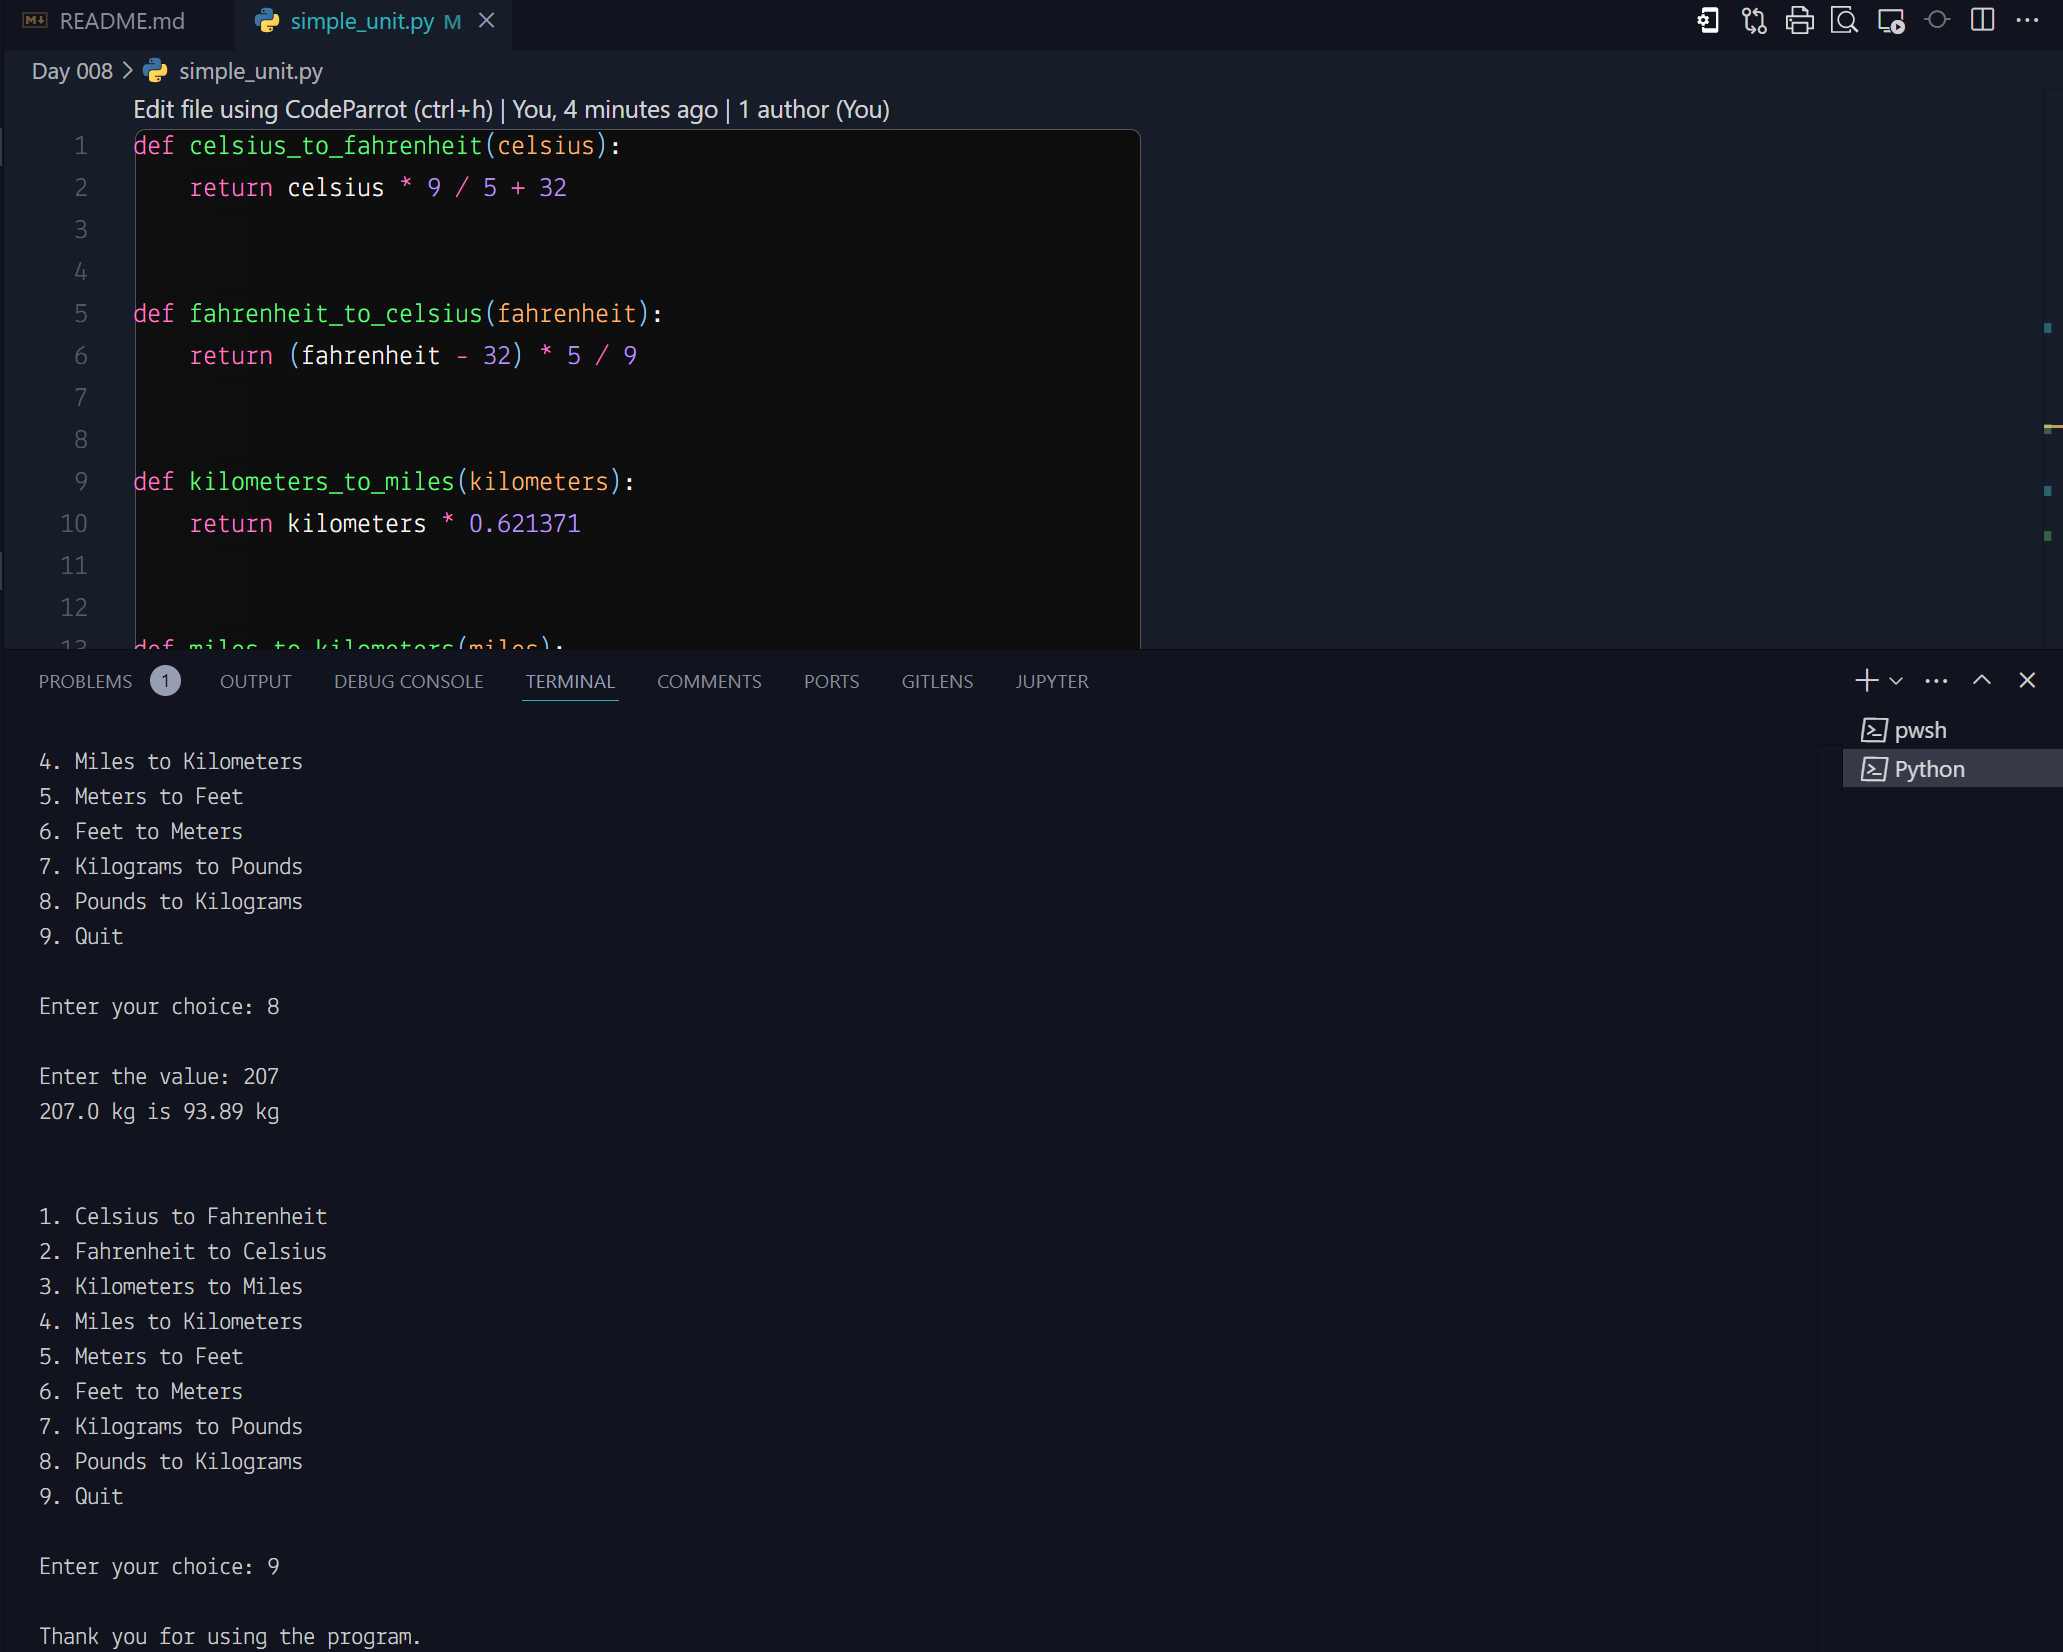 README.md
simple_unit.py M
Day 008 > simple_unit.py
Edit file using CodeParrot (ctrl+h) | You, 4 minutes ago | 1 author (You)
1 def celsius_to_fahrenheit(celsius):
2 return celsius * 9 / 5 + 32
3
4
5 def fahrenheit_to_celsius(fahrenheit):
6 return (fahrenheit - 32) * 5 / 9
7
8
9 def kilometers_to_miles(kilometers):
10 return kilometers * 0.621371
11
12
13 def miles_to_kilometers(miles):
PROBLEMS 1 OUTPUT DEBUG CONSOLE TERMINAL COMMENTS PORTS GITLENS JUPYTER
pwsh
Python
4. Miles to Kilometers
5. Meters to Feet
6. Feet to Meters
7. Kilograms to Pounds
8. Pounds to Kilograms
9. Quit
Enter your choice: 8
Enter the value: 207
207.0 kg is 93.89 kg
1. Celsius to Fahrenheit
2. Fahrenheit to Celsius
3. Kilometers to Miles
4. Miles to Kilometers
5. Meters to Feet
6. Feet to Meters
7. Kilograms to Pounds
8. Pounds to Kilograms
9. Quit
Enter your choice: 9
Thank you for using the program.